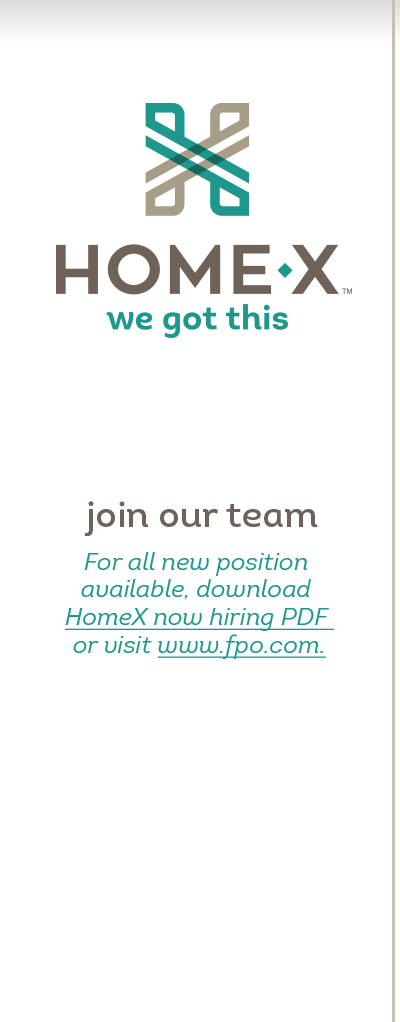 HOME·X™
we got this
join our team
For all new position
available, download
HomeX now hiring PDF
or visit www.fpo.com.